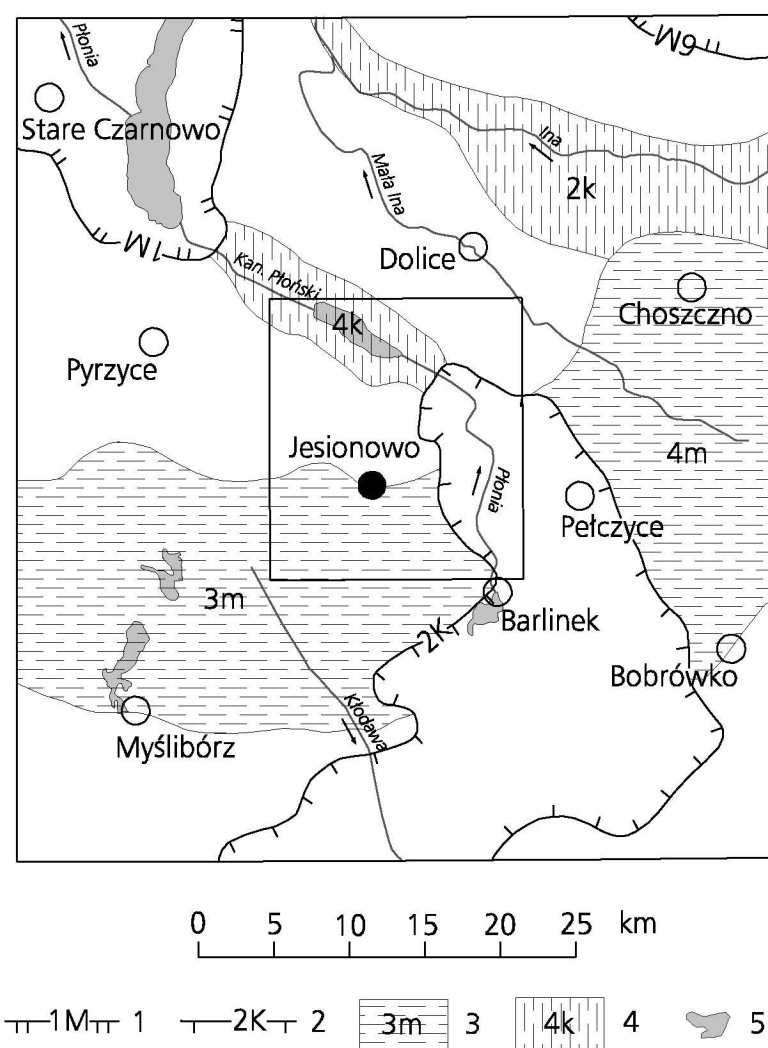 Płonia
6M
Stare Czarnowo
Ina
Mała Ina
2k
1M
Dolice
Kan. Płoński
Choszczno
4k
Pyrzyce
Jesionowo
4m
Płonia
Pełczyce
3m
Barlinek
2K
Bobrówko
Kłodawa
Myślibórz
0 5 10 15 20 25 km
1M 1 2K 2 3m 3 4k 4 5